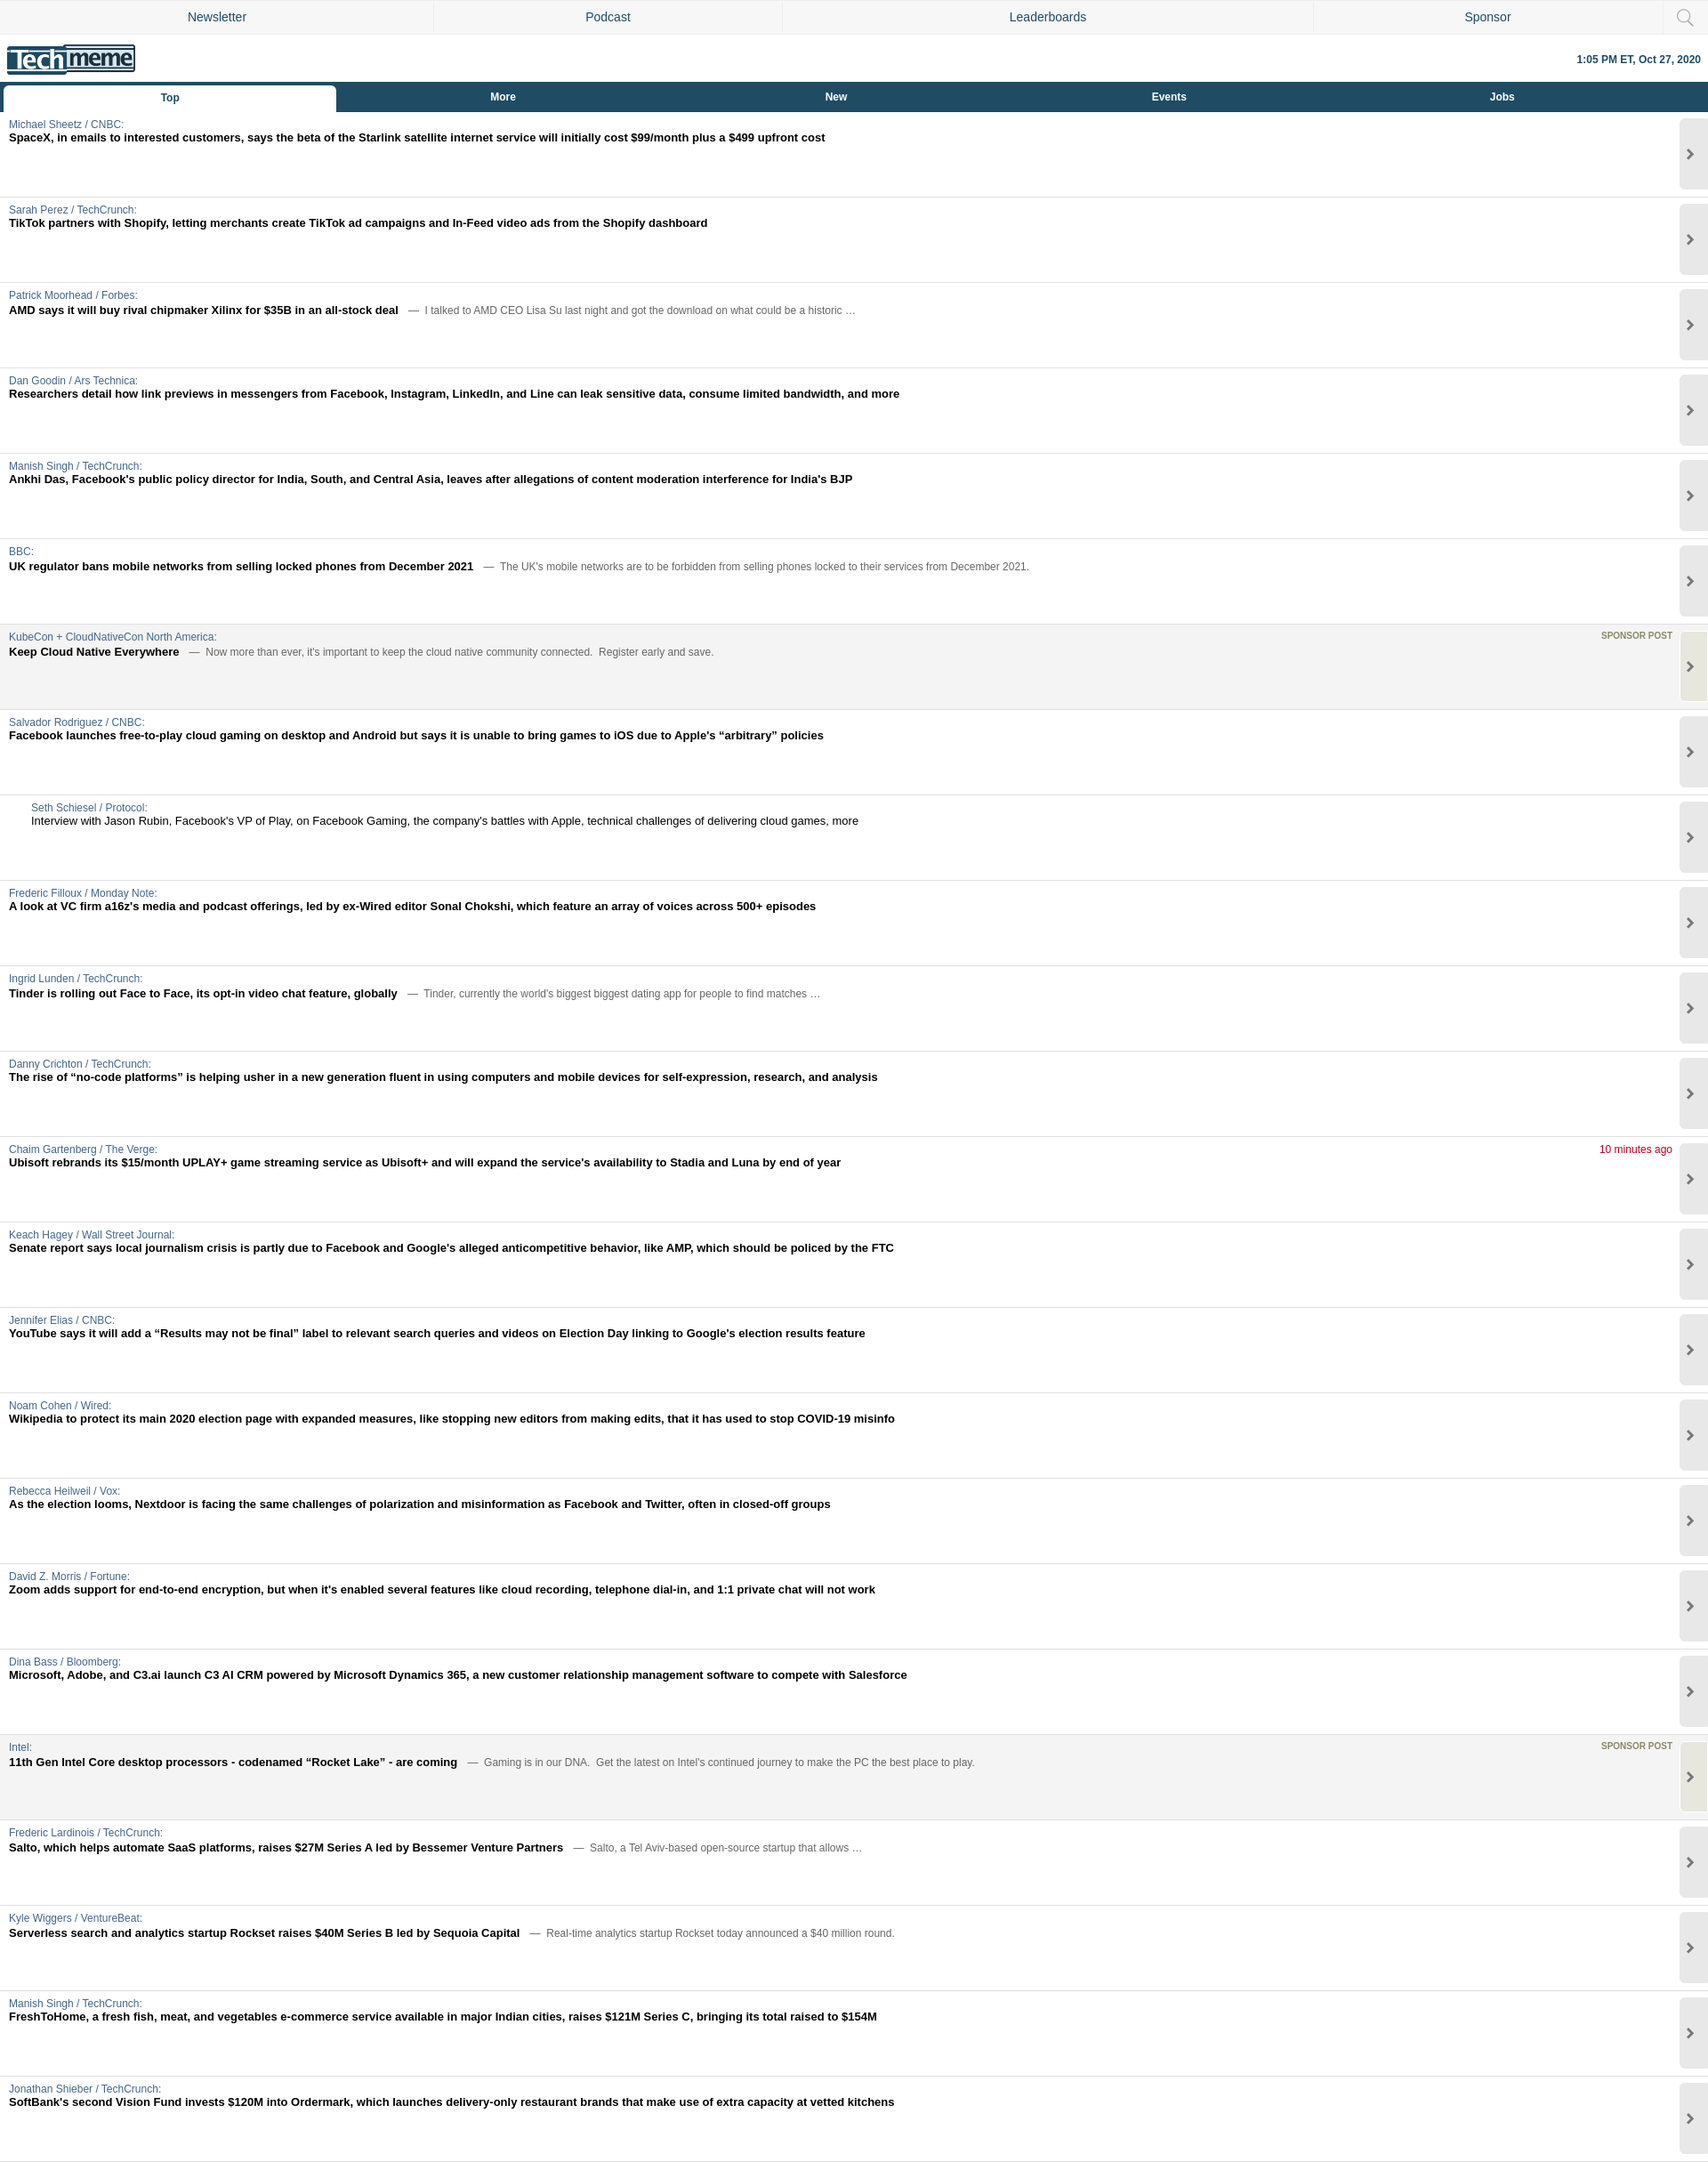 Newsletter Podcast Leaderboards Sponsor
Techmeme 1:05 PM ET, Oct 27, 2020
Top More New Events Jobs
Michael Sheetz / CNBC:
SpaceX, in emails to interested customers, says the beta of the Starlink satellite internet service will initially cost $99/month plus a $499 upfront cost
Sarah Perez / TechCrunch:
TikTok partners with Shopify, letting merchants create TikTok ad campaigns and In-Feed video ads from the Shopify dashboard
Patrick Moorhead / Forbes:
AMD says it will buy rival chipmaker Xilinx for $35B in an all-stock deal — I talked to AMD CEO Lisa Su last night and got the download on what could be a historic …
Dan Goodin / Ars Technica:
Researchers detail how link previews in messengers from Facebook, Instagram, LinkedIn, and Line can leak sensitive data, consume limited bandwidth, and more
Manish Singh / TechCrunch:
Ankhi Das, Facebook's public policy director for India, South, and Central Asia, leaves after allegations of content moderation interference for India's BJP
BBC:
UK regulator bans mobile networks from selling locked phones from December 2021 — The UK's mobile networks are to be forbidden from selling phones locked to their services from December 2021.
KubeCon + CloudNativeCon North America: SPONSOR POST
Keep Cloud Native Everywhere — Now more than ever, it's important to keep the cloud native community connected. Register early and save.
Salvador Rodriguez / CNBC:
Facebook launches free-to-play cloud gaming on desktop and Android but says it is unable to bring games to iOS due to Apple's “arbitrary” policies
Seth Schiesel / Protocol:
Interview with Jason Rubin, Facebook's VP of Play, on Facebook Gaming, the company's battles with Apple, technical challenges of delivering cloud games, more
Frederic Filloux / Monday Note:
A look at VC firm a16z's media and podcast offerings, led by ex-Wired editor Sonal Chokshi, which feature an array of voices across 500+ episodes
Ingrid Lunden / TechCrunch:
Tinder is rolling out Face to Face, its opt-in video chat feature, globally — Tinder, currently the world's biggest biggest dating app for people to find matches …
Danny Crichton / TechCrunch:
The rise of “no-code platforms” is helping usher in a new generation fluent in using computers and mobile devices for self-expression, research, and analysis
Chaim Gartenberg / The Verge: 10 minutes ago
Ubisoft rebrands its $15/month UPLAY+ game streaming service as Ubisoft+ and will expand the service's availability to Stadia and Luna by end of year
Keach Hagey / Wall Street Journal:
Senate report says local journalism crisis is partly due to Facebook and Google's alleged anticompetitive behavior, like AMP, which should be policed by the FTC
Jennifer Elias / CNBC:
YouTube says it will add a “Results may not be final” label to relevant search queries and videos on Election Day linking to Google's election results feature
Noam Cohen / Wired:
Wikipedia to protect its main 2020 election page with expanded measures, like stopping new editors from making edits, that it has used to stop COVID-19 misinfo
Rebecca Heilweil / Vox:
As the election looms, Nextdoor is facing the same challenges of polarization and misinformation as Facebook and Twitter, often in closed-off groups
David Z. Morris / Fortune:
Zoom adds support for end-to-end encryption, but when it's enabled several features like cloud recording, telephone dial-in, and 1:1 private chat will not work
Dina Bass / Bloomberg:
Microsoft, Adobe, and C3.ai launch C3 AI CRM powered by Microsoft Dynamics 365, a new customer relationship management software to compete with Salesforce
Intel: SPONSOR POST
11th Gen Intel Core desktop processors - codenamed “Rocket Lake” - are coming — Gaming is in our DNA. Get the latest on Intel's continued journey to make the PC the best place to play.
Frederic Lardinois / TechCrunch:
Salto, which helps automate SaaS platforms, raises $27M Series A led by Bessemer Venture Partners — Salto, a Tel Aviv-based open-source startup that allows …
Kyle Wiggers / VentureBeat:
Serverless search and analytics startup Rockset raises $40M Series B led by Sequoia Capital — Real-time analytics startup Rockset today announced a $40 million round.
Manish Singh / TechCrunch:
FreshToHome, a fresh fish, meat, and vegetables e-commerce service available in major Indian cities, raises $121M Series C, bringing its total raised to $154M
Jonathan Shieber / TechCrunch:
SoftBank's second Vision Fund invests $120M into Ordermark, which launches delivery-only restaurant brands that make use of extra capacity at vetted kitchens